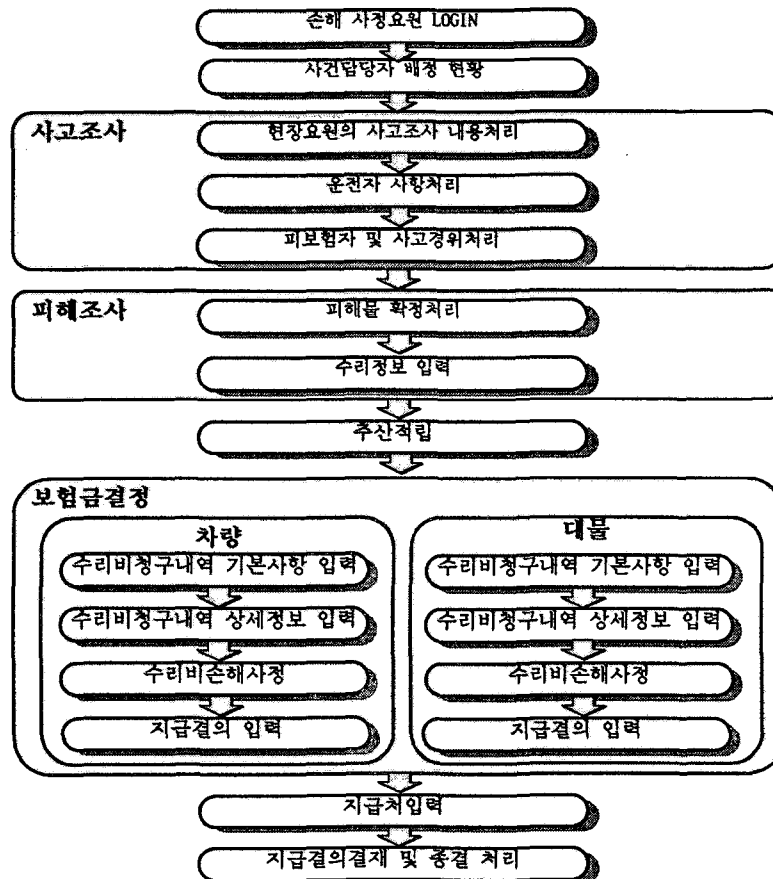 손해 사정요원 LOGIN
사건담당자 배정 현황
사고조사
현장요원의 사고조사 내용처리
운전자 사항처리
피보험자 및 사고경위처리
피해조사
피해물 확정처리
수리정보 입력
추산적립
보험금결정
차량
수리비청구내역 기본사항 입력
수리비청구내역 상세정보 입력
수리비손해사정
지급결의 입력
대물
수리비청구내역 기본사항 입력
수리비청구내역 상세정보 입력
수리비손해사정
지급결의 입력
지급처입력
지급결의결재 및 종결 처리